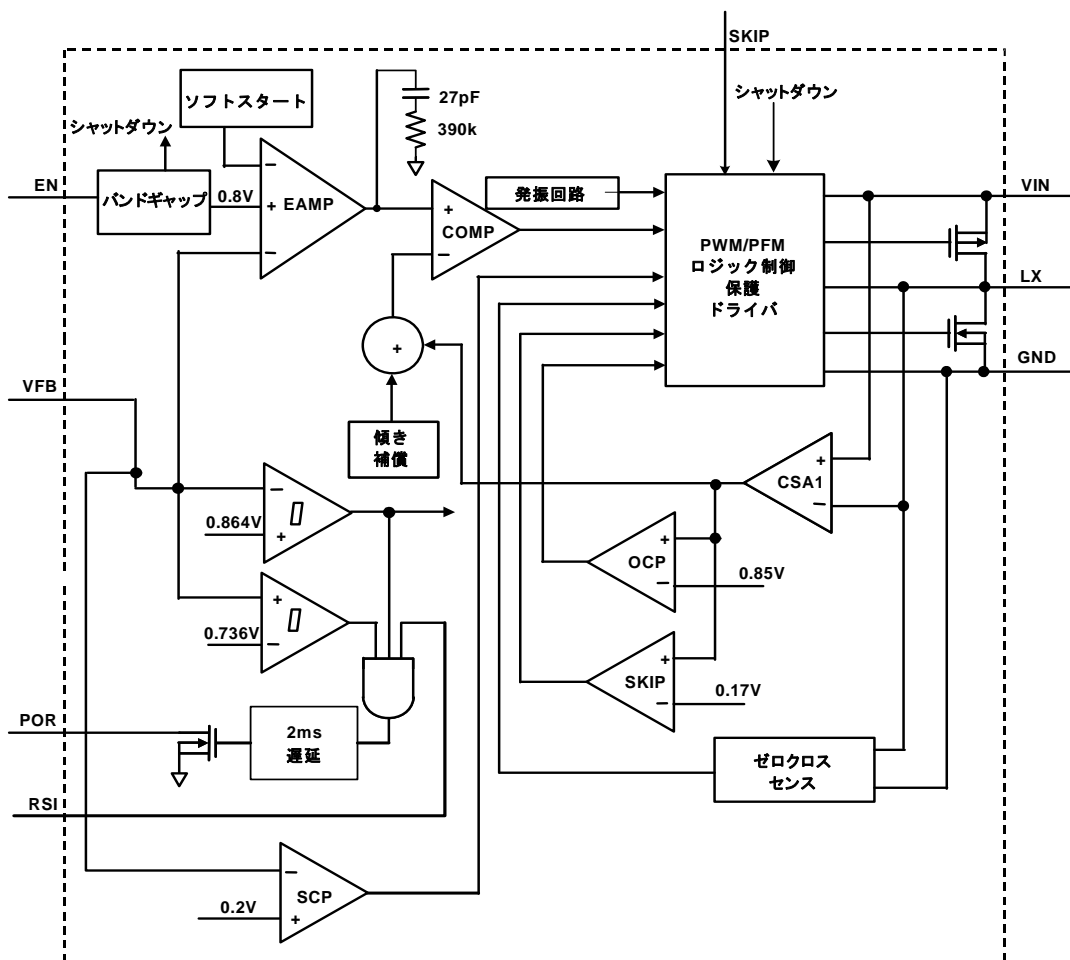 SKIP
シャットダウン
ソフトスタート
27pF
390k
シャットダウン
EN
バンドギャップ
0.8V
EAMP
COMP
発振回路
PWM/PFM
ロジック制御
保護
ドライバ
VIN
LX
GND
VFB
傾き
補償
CSA1
0.864V
OCP
0.85V
0.736V
SKIP
0.17V
POR
2ms
遅延
ゼロクロス
センス
RSI
SCP
0.2V